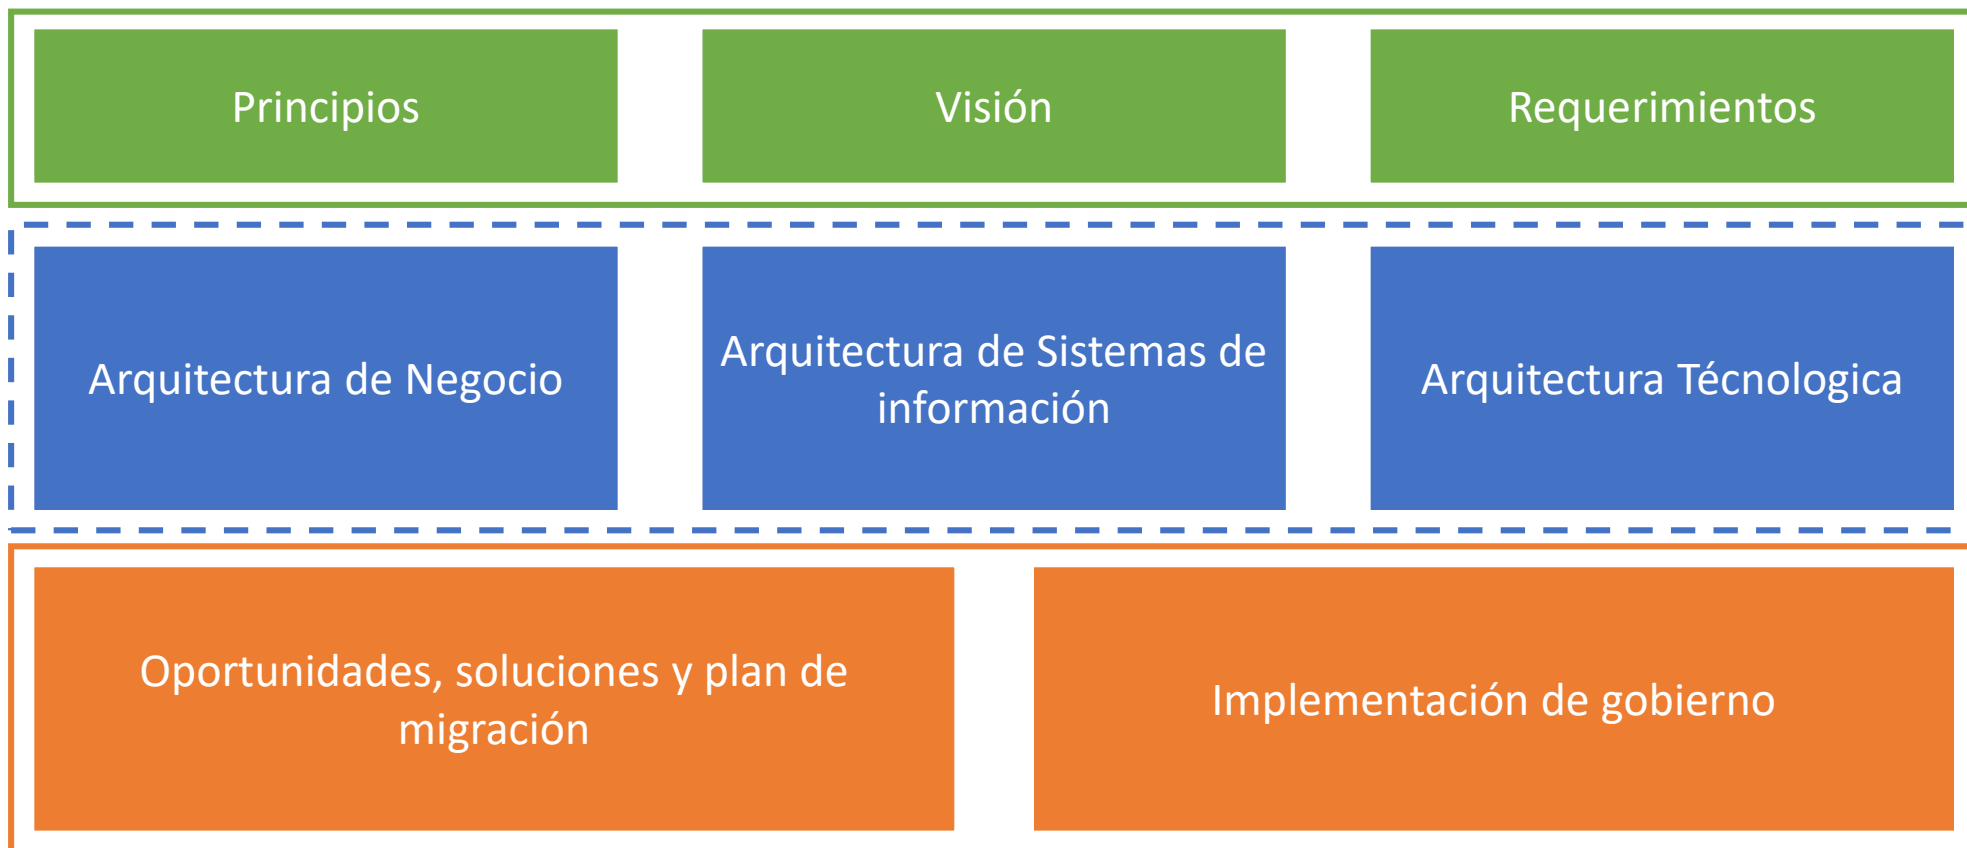 Principios
Visión
Requerimientos
Arquitectura de Negocio
Arquitectura de Sistemas de
información
Arquitectura Técnologica
Oportunidades, soluciones y plan de
migración
Implementación de gobierno